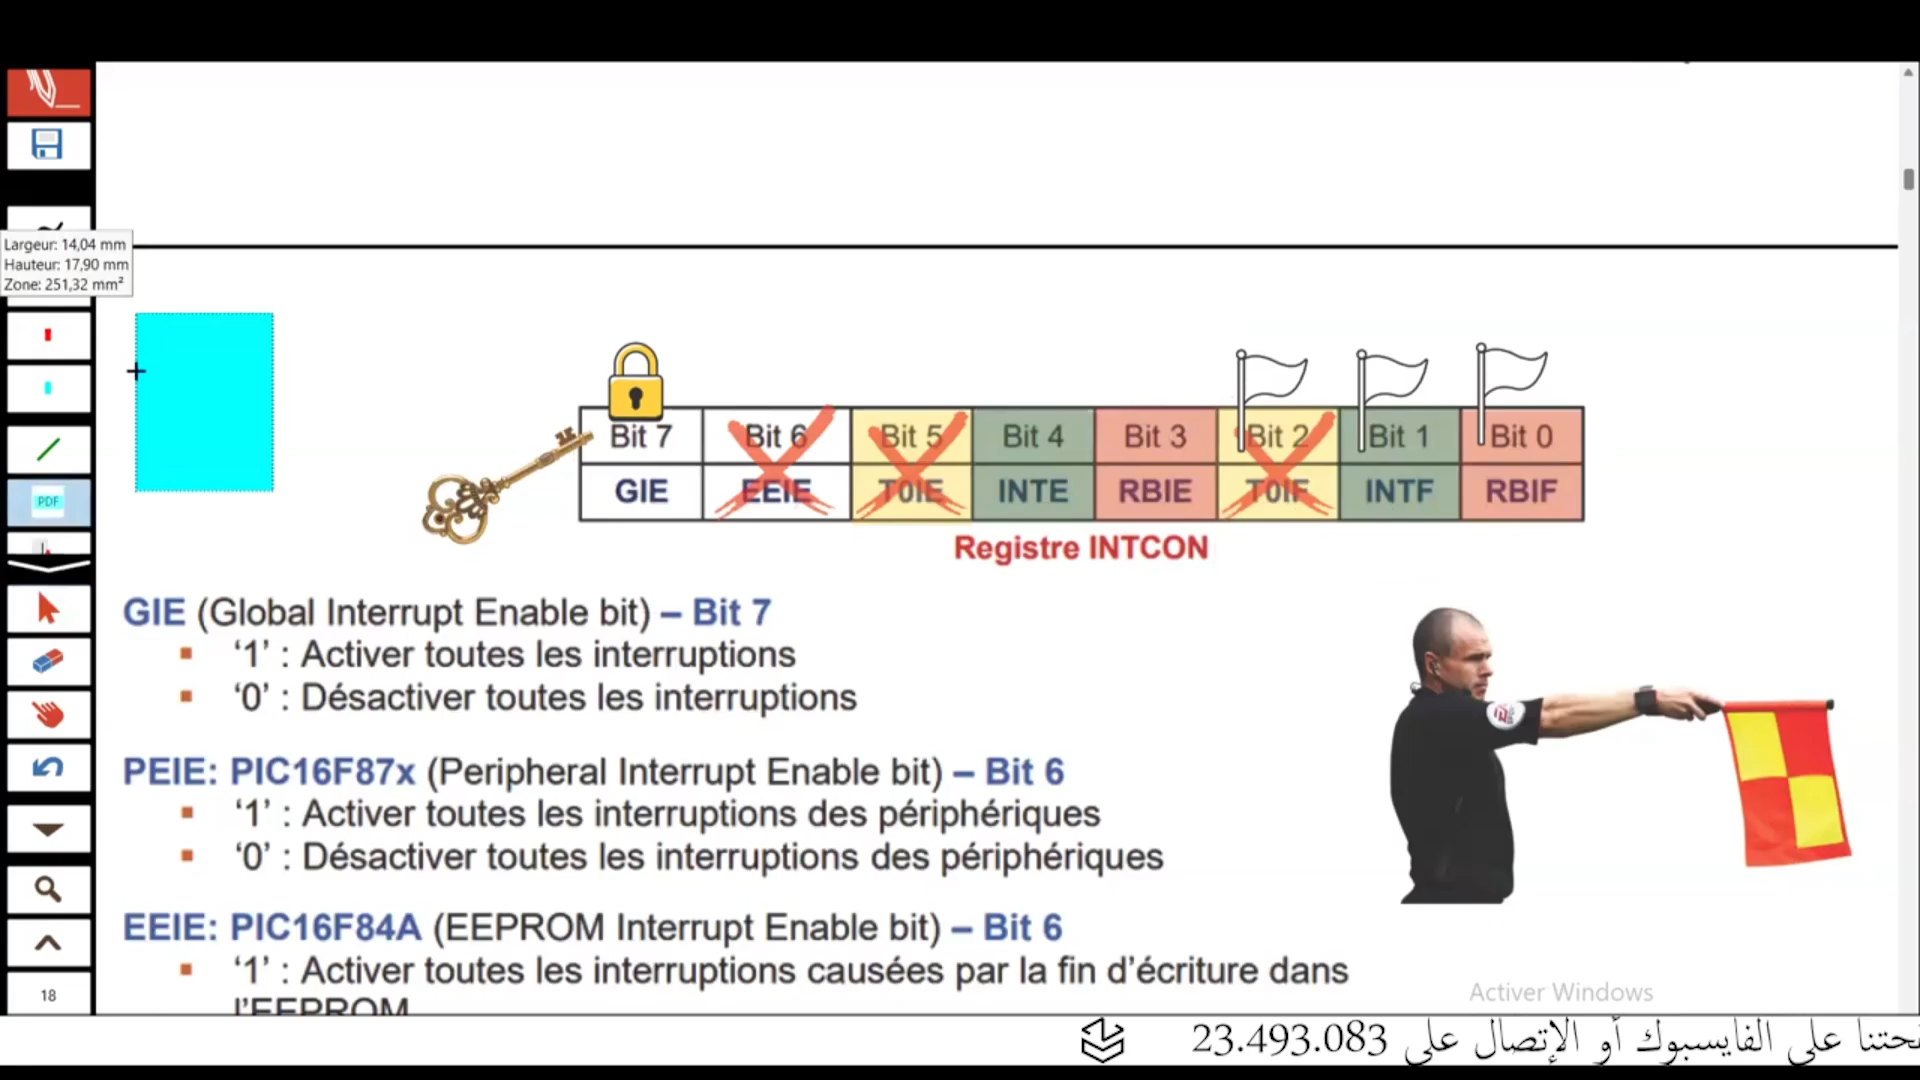 Largeur: 14,04 mm
Hauteur: 17,90 mm
Zone: 251,32 mm²
PDF
Bit 7 Bit 6 Bit 5 Bit 4 Bit 3 Bit 2 Bit 1 Bit 0
GIE EEIE T0IE INTE RBIE T0IF INTF RBIF
Registre INTCON
GIE (Global Interrupt Enable bit) – Bit 7
▪ ‘1’ : Activer toutes les interruptions
▪ ‘0’ : Désactiver toutes les interruptions
PEIE: PIC16F87x (Peripheral Interrupt Enable bit) – Bit 6
▪ ‘1’ : Activer toutes les interruptions des périphériques
▪ ‘0’ : Désactiver toutes les interruptions des périphériques
EEIE: PIC16F84A (EEPROM Interrupt Enable bit) – Bit 6
▪ ‘1’ : Activer toutes les interruptions causées par la fin d’écriture dans
l’EEPROM
18
Activer Windows
على الفايسبوك أو الإتصال على 23.493.083